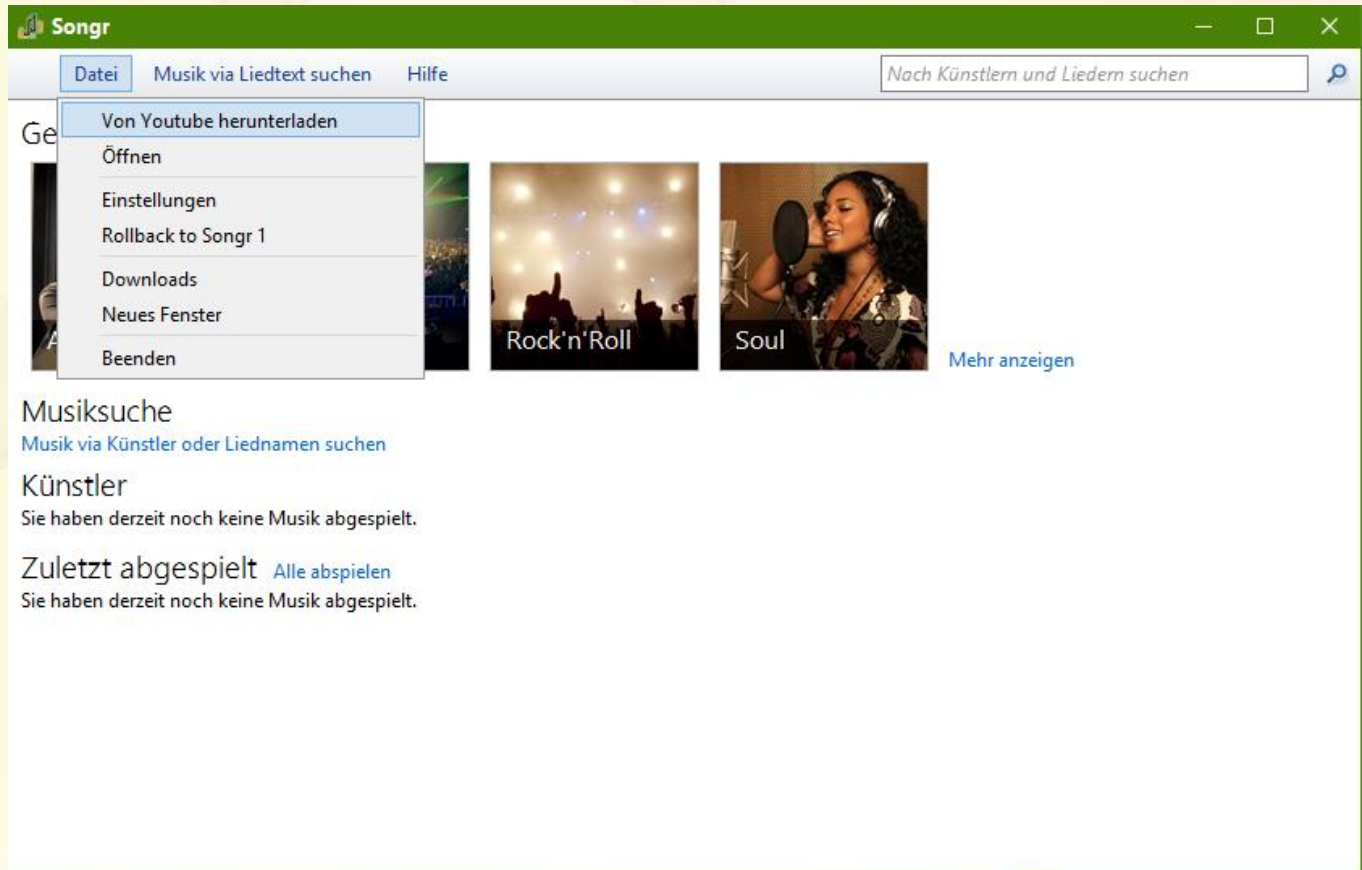 Songr
Datei Musik via Liedtext suchen Hilfe Nach Künstlern und Liedern suchen
Von Youtube herunterladen
Öffnen
Einstellungen
Rollback to Songr 1
Downloads
Neues Fenster
Beenden
Rock'n'Roll Soul Mehr anzeigen
Musiksuche
Musik via Künstler oder Liednamen suchen
Künstler
Sie haben derzeit noch keine Musik abgespielt.
Zuletzt abgespielt Alle abspielen
Sie haben derzeit noch keine Musik abgespielt.